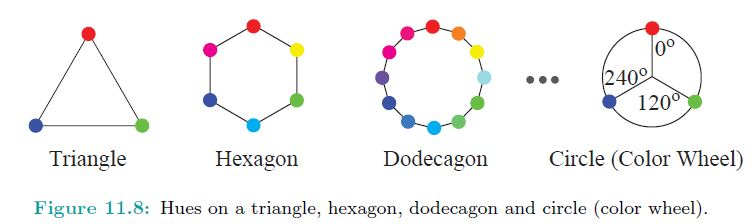 0°
240°
120°
Triangle Hexagon Dodecagon Circle (Color Wheel)
Figure 11.8: Hues on a triangle, hexagon, dodecagon and circle (color wheel).